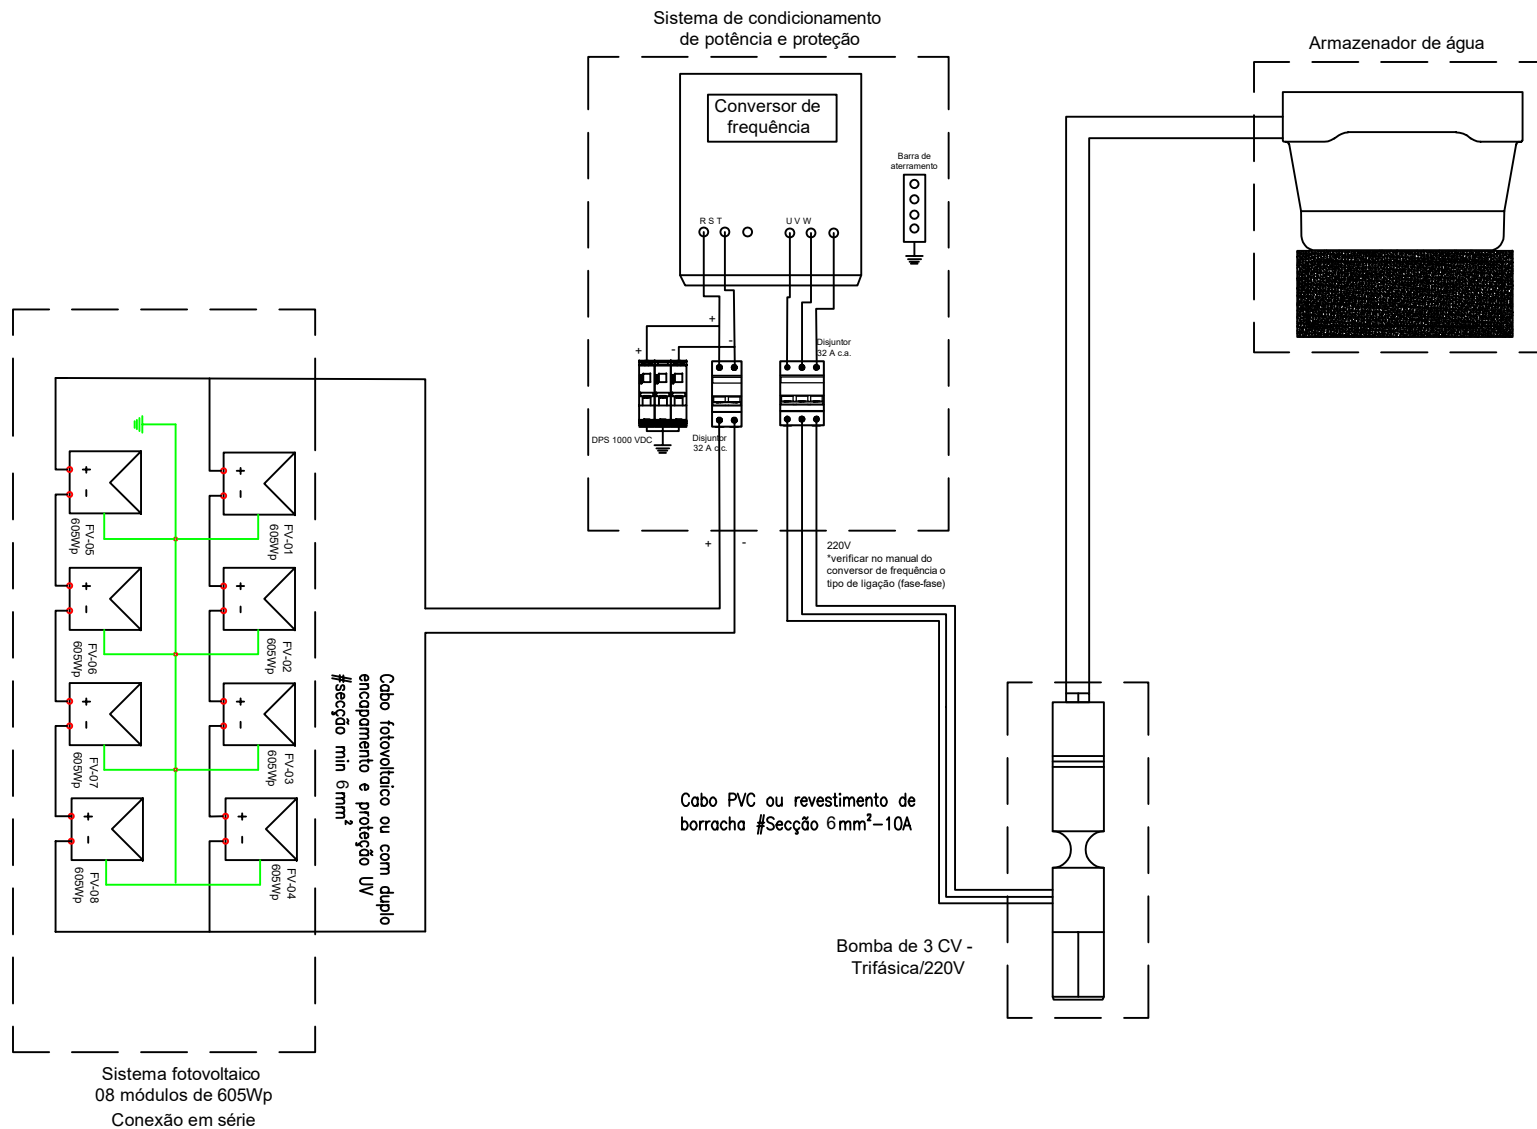 Sistema de condicionamento
de potência e proteção
Armazenador de água
Conversor de
frequência
Barra de
aterramento
R S T
U V W
+
+
-
-
Disjuntor
32 A c.a.
DPS 1000 VDC
Disjuntor
32 A c.c.
+
-
220V
*verificar no manual do
conversor de frequência o
tipo de ligação (fase-fase)
+
-
FV-05
605Wp
+
-
FV-01
605Wp
+
-
FV-06
605Wp
+
-
FV-02
605Wp
+
-
FV-07
605Wp
+
-
FV-03
605Wp
+
-
FV-08
605Wp
+
-
FV-04
605Wp
Cabo fotovoltaico ou com duplo
encapamento e proteção UV
#secção min 6mm²
Cabo PVC ou revestimento de
borracha #Secção 6mm²-10A
Bomba de 3 CV -
Trifásica/220V
Sistema fotovoltaico
08 módulos de 605Wp
Conexão em série